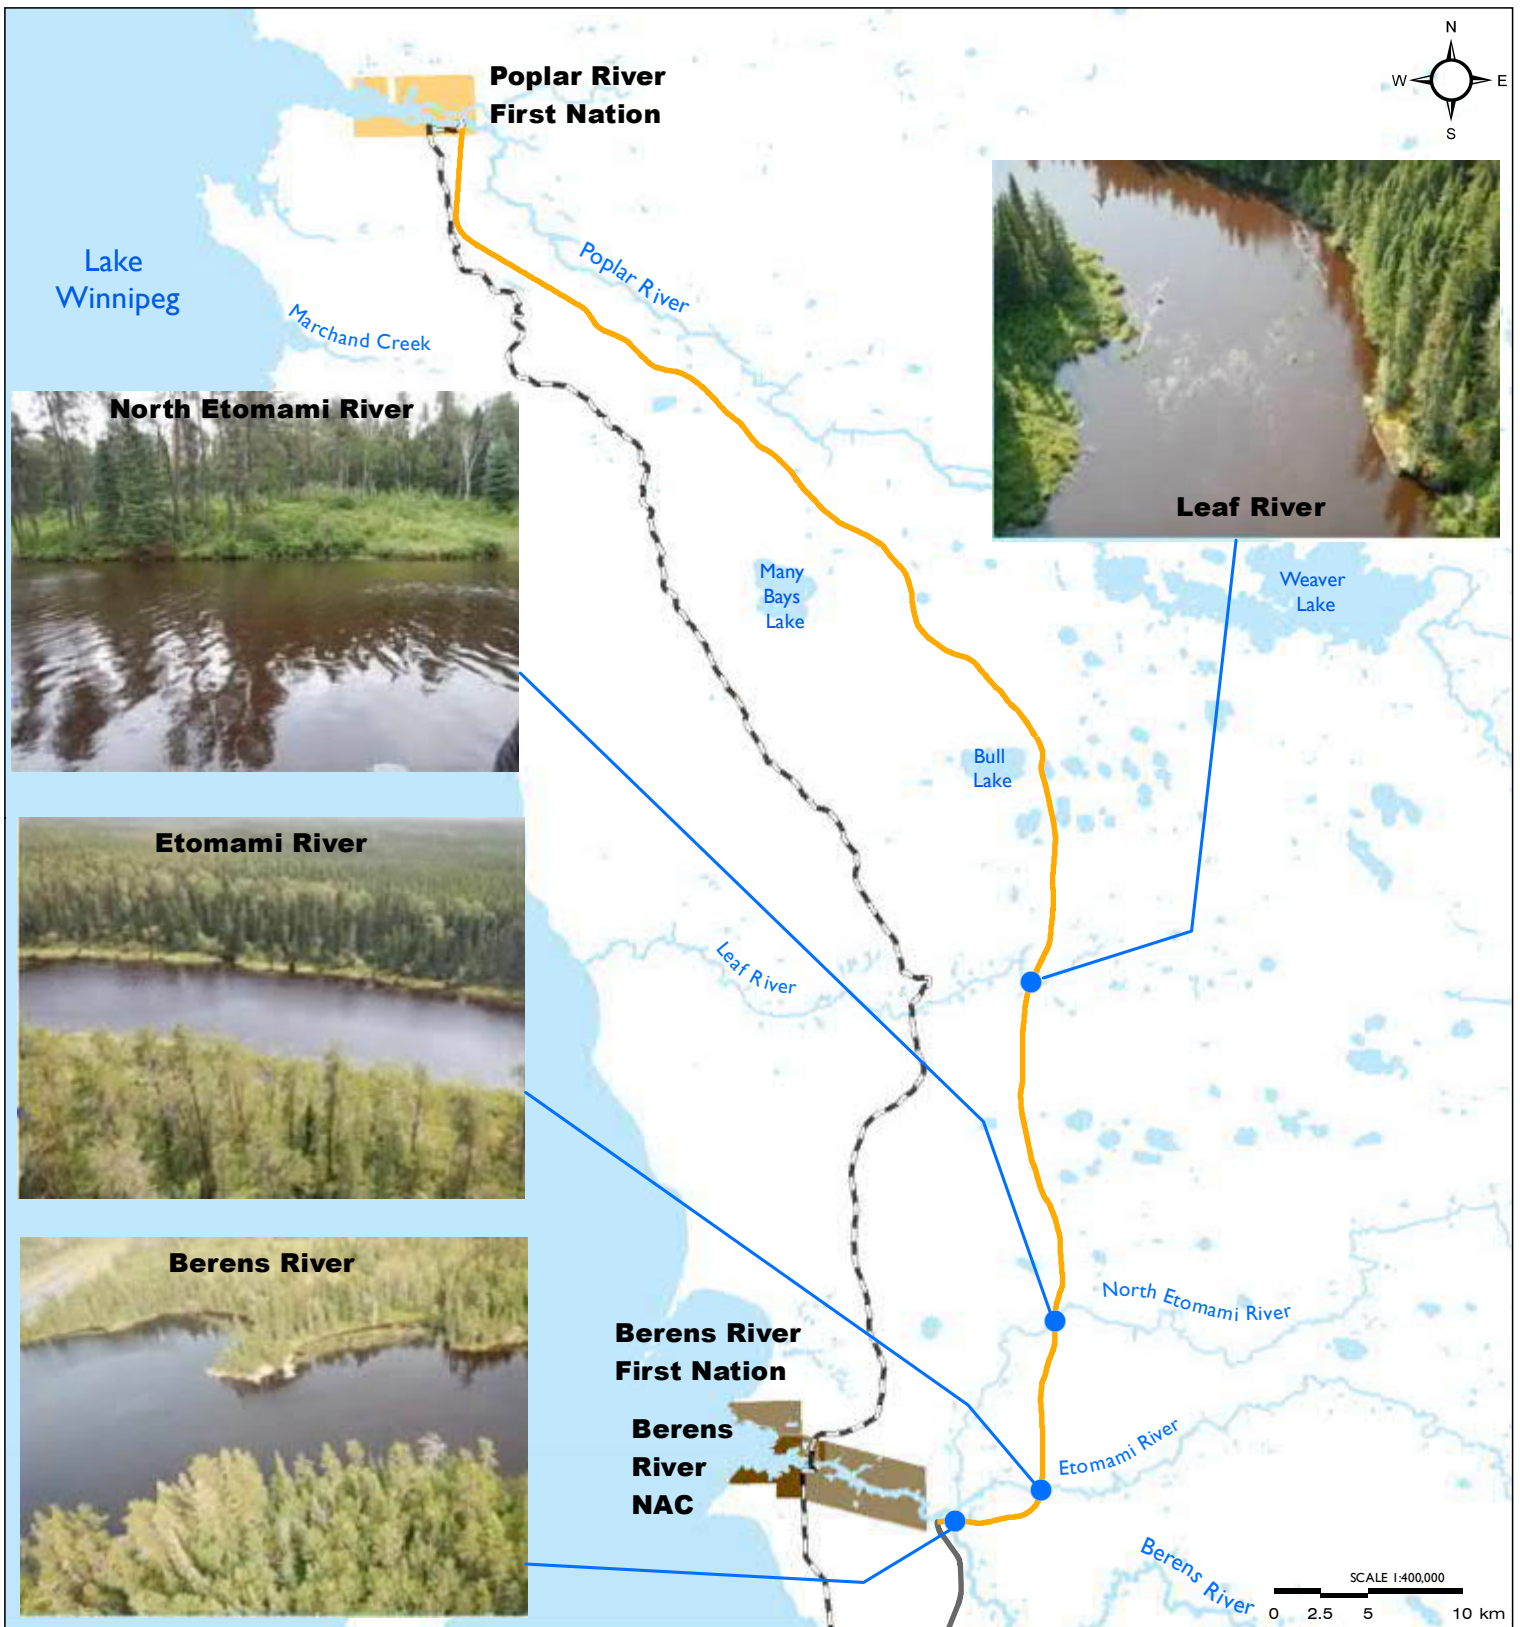 N
W
E
S
Poplar River
First Nation
Lake
Winnipeg
Poplar River
Marchand Creek
North Etomami River
Leaf River
Many
Bays
Lake
Weaver
Lake
Bull
Lake
Etomami River
Leaf River
Berens River
North Etomami River
Berens River
First Nation
Berens
River
NAC
Etomami River
Berens River
SCALE 1:400,000
0 2.5 5 10 km